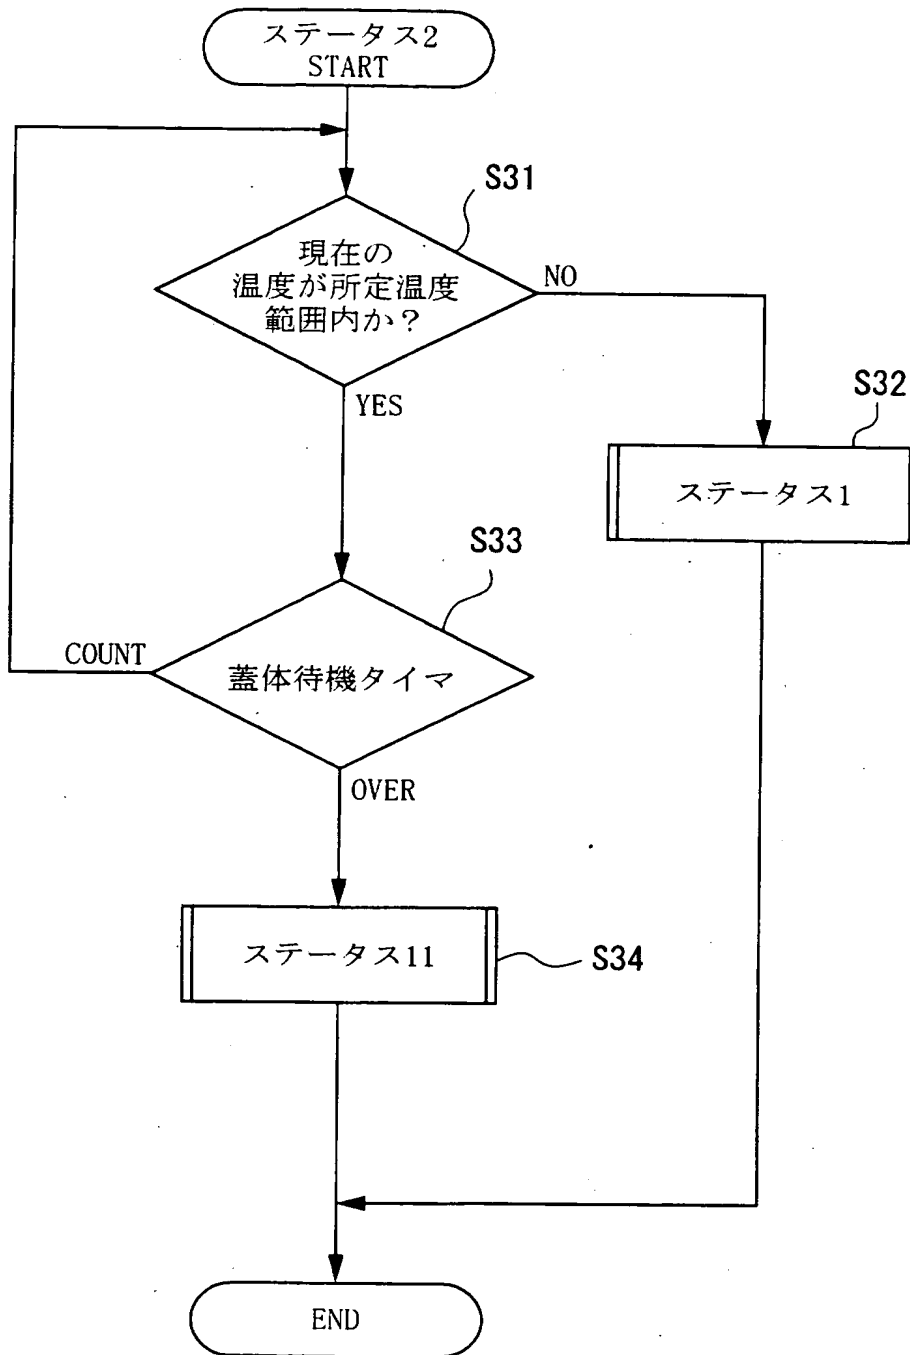 ステータス2
START
S31
現在の
温度が所定温度
範囲内か？
NO
YES
S32
ステータス1
S33
COUNT
蓋体待機タイマ
OVER
ステータス11
S34
END